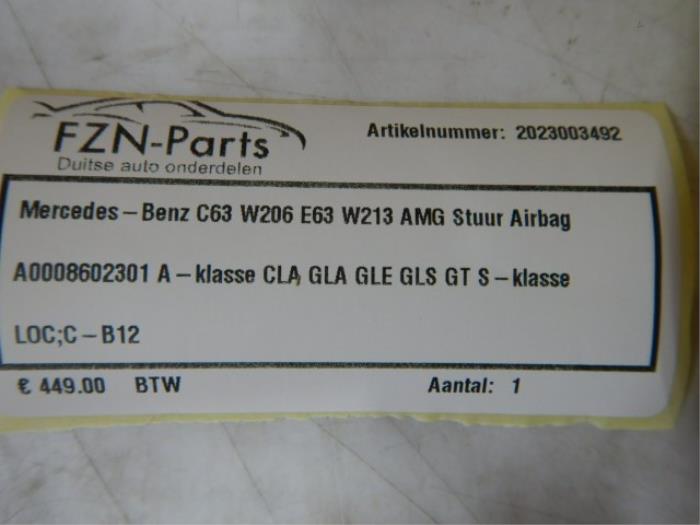 FZN-Parts
Duitse auto onderdelen
Artikelnummer: 2023003492
Mercedes-Benz C63 W206 E63 W213 AMG Stuur Airbag
A0008602301 A-klasse CLA, GLA GLE GLS GT S-klasse
LOC;C-B12
€ 449.00 BTW Aantal: 1